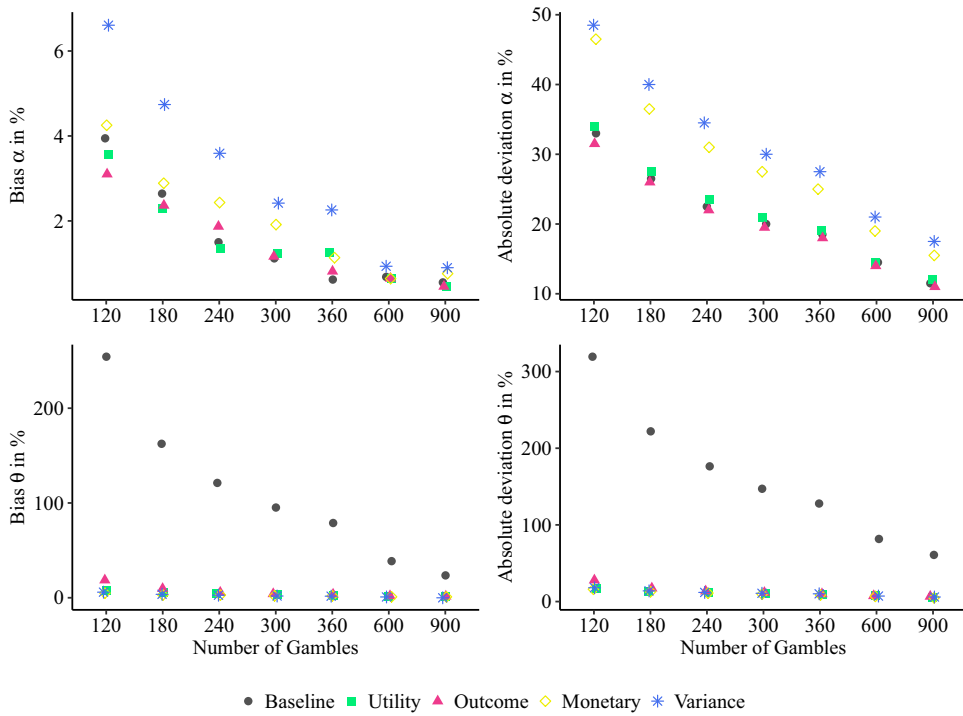 Bias α in %
6
4
2
120 180 240 300 360 600 900
Absolute deviation α in %
50
40
30
20
10
120 180 240 300 360 600 900
Bias θ in %
200
100
0
120 180 240 300 360 600 900
Number of Gambles
Absolute deviation θ in %
300
200
100
0
120 180 240 300 360 600 900
Number of Gambles
Baseline Utility Outcome Monetary Variance